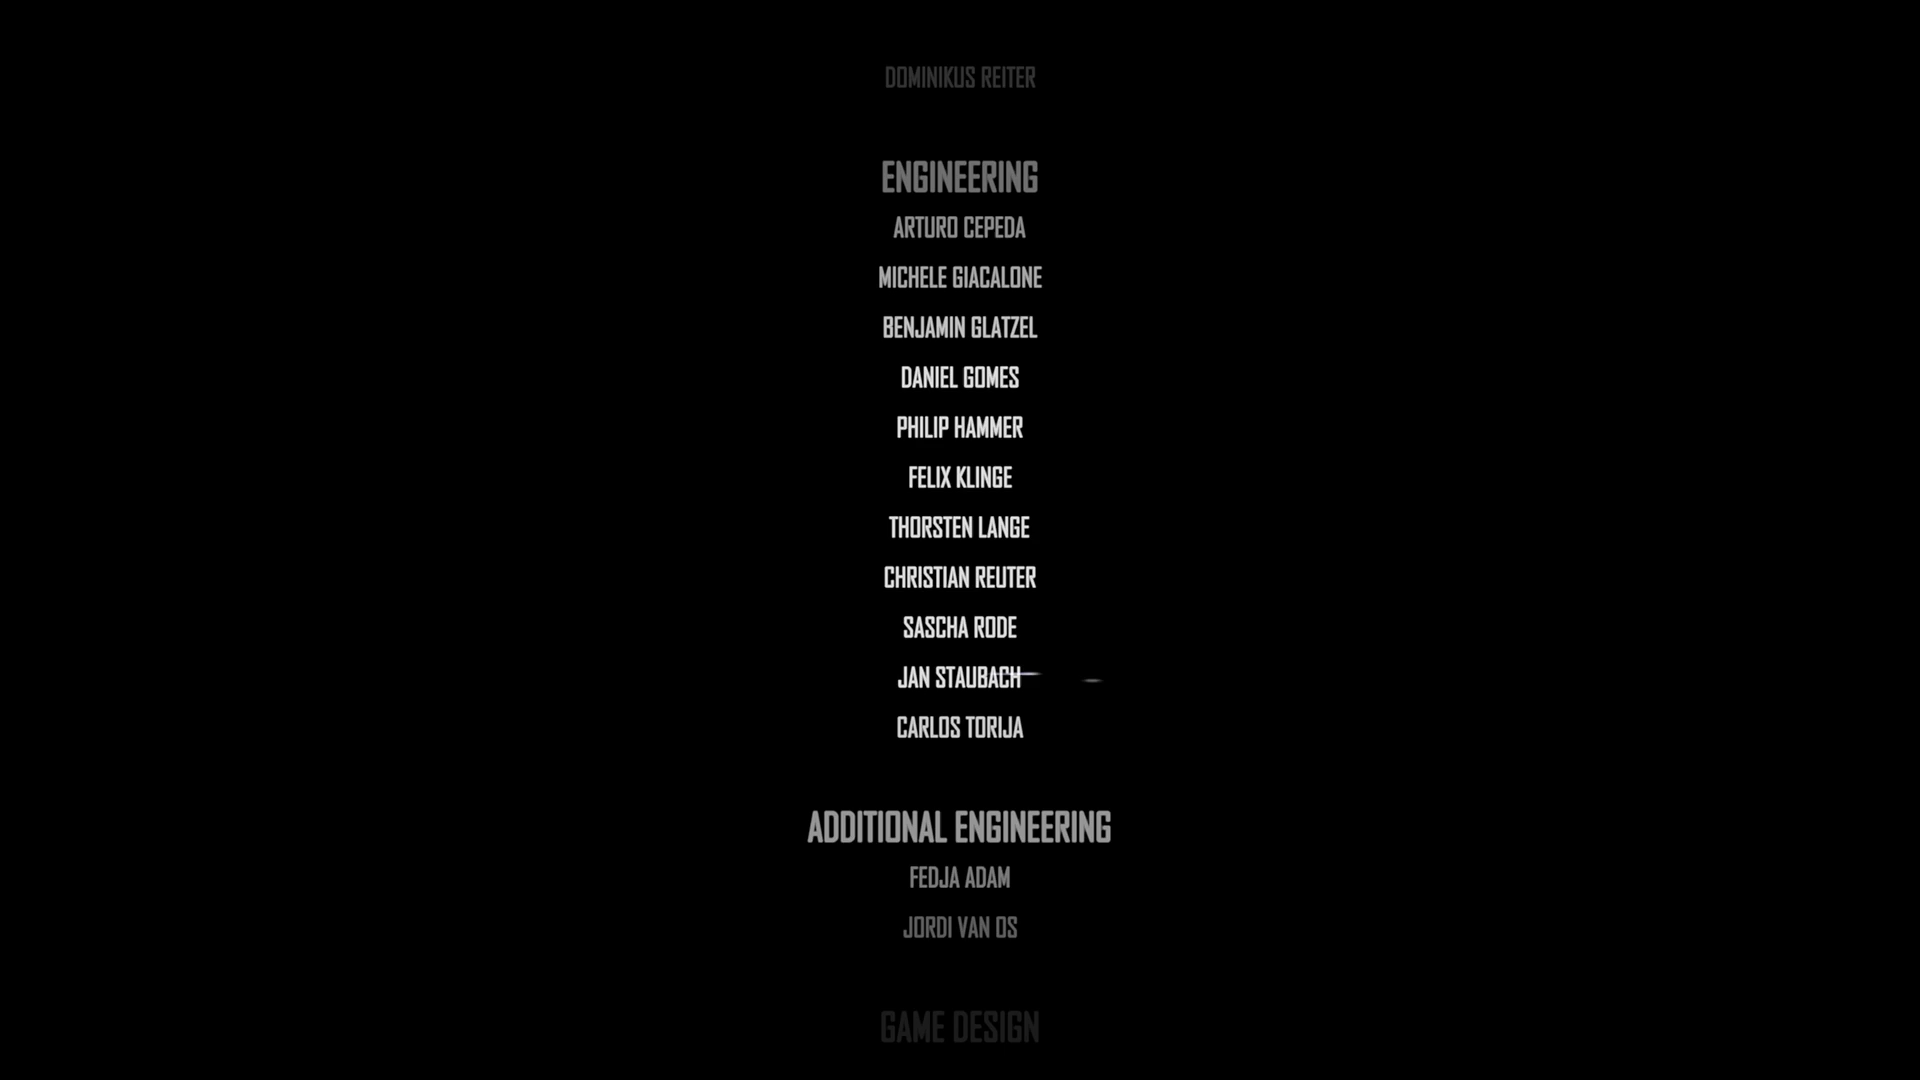 DOMINIKUS REITER
ENGINEERING
ARTURO CEPEDA
MICHELE GIACALONE
BENJAMIN GLATZEL
DANIEL GOMES
PHILIP HAMMER
FELIX KLINGE
THORSTEN LANGE
CHRISTIAN REUTER
SASCHA RODE
JAN STAUBACH
CARLOS TORIJA
ADDITIONAL ENGINEERING
FEDJA ADAM
JORDI VAN OS
GAME DESIGN